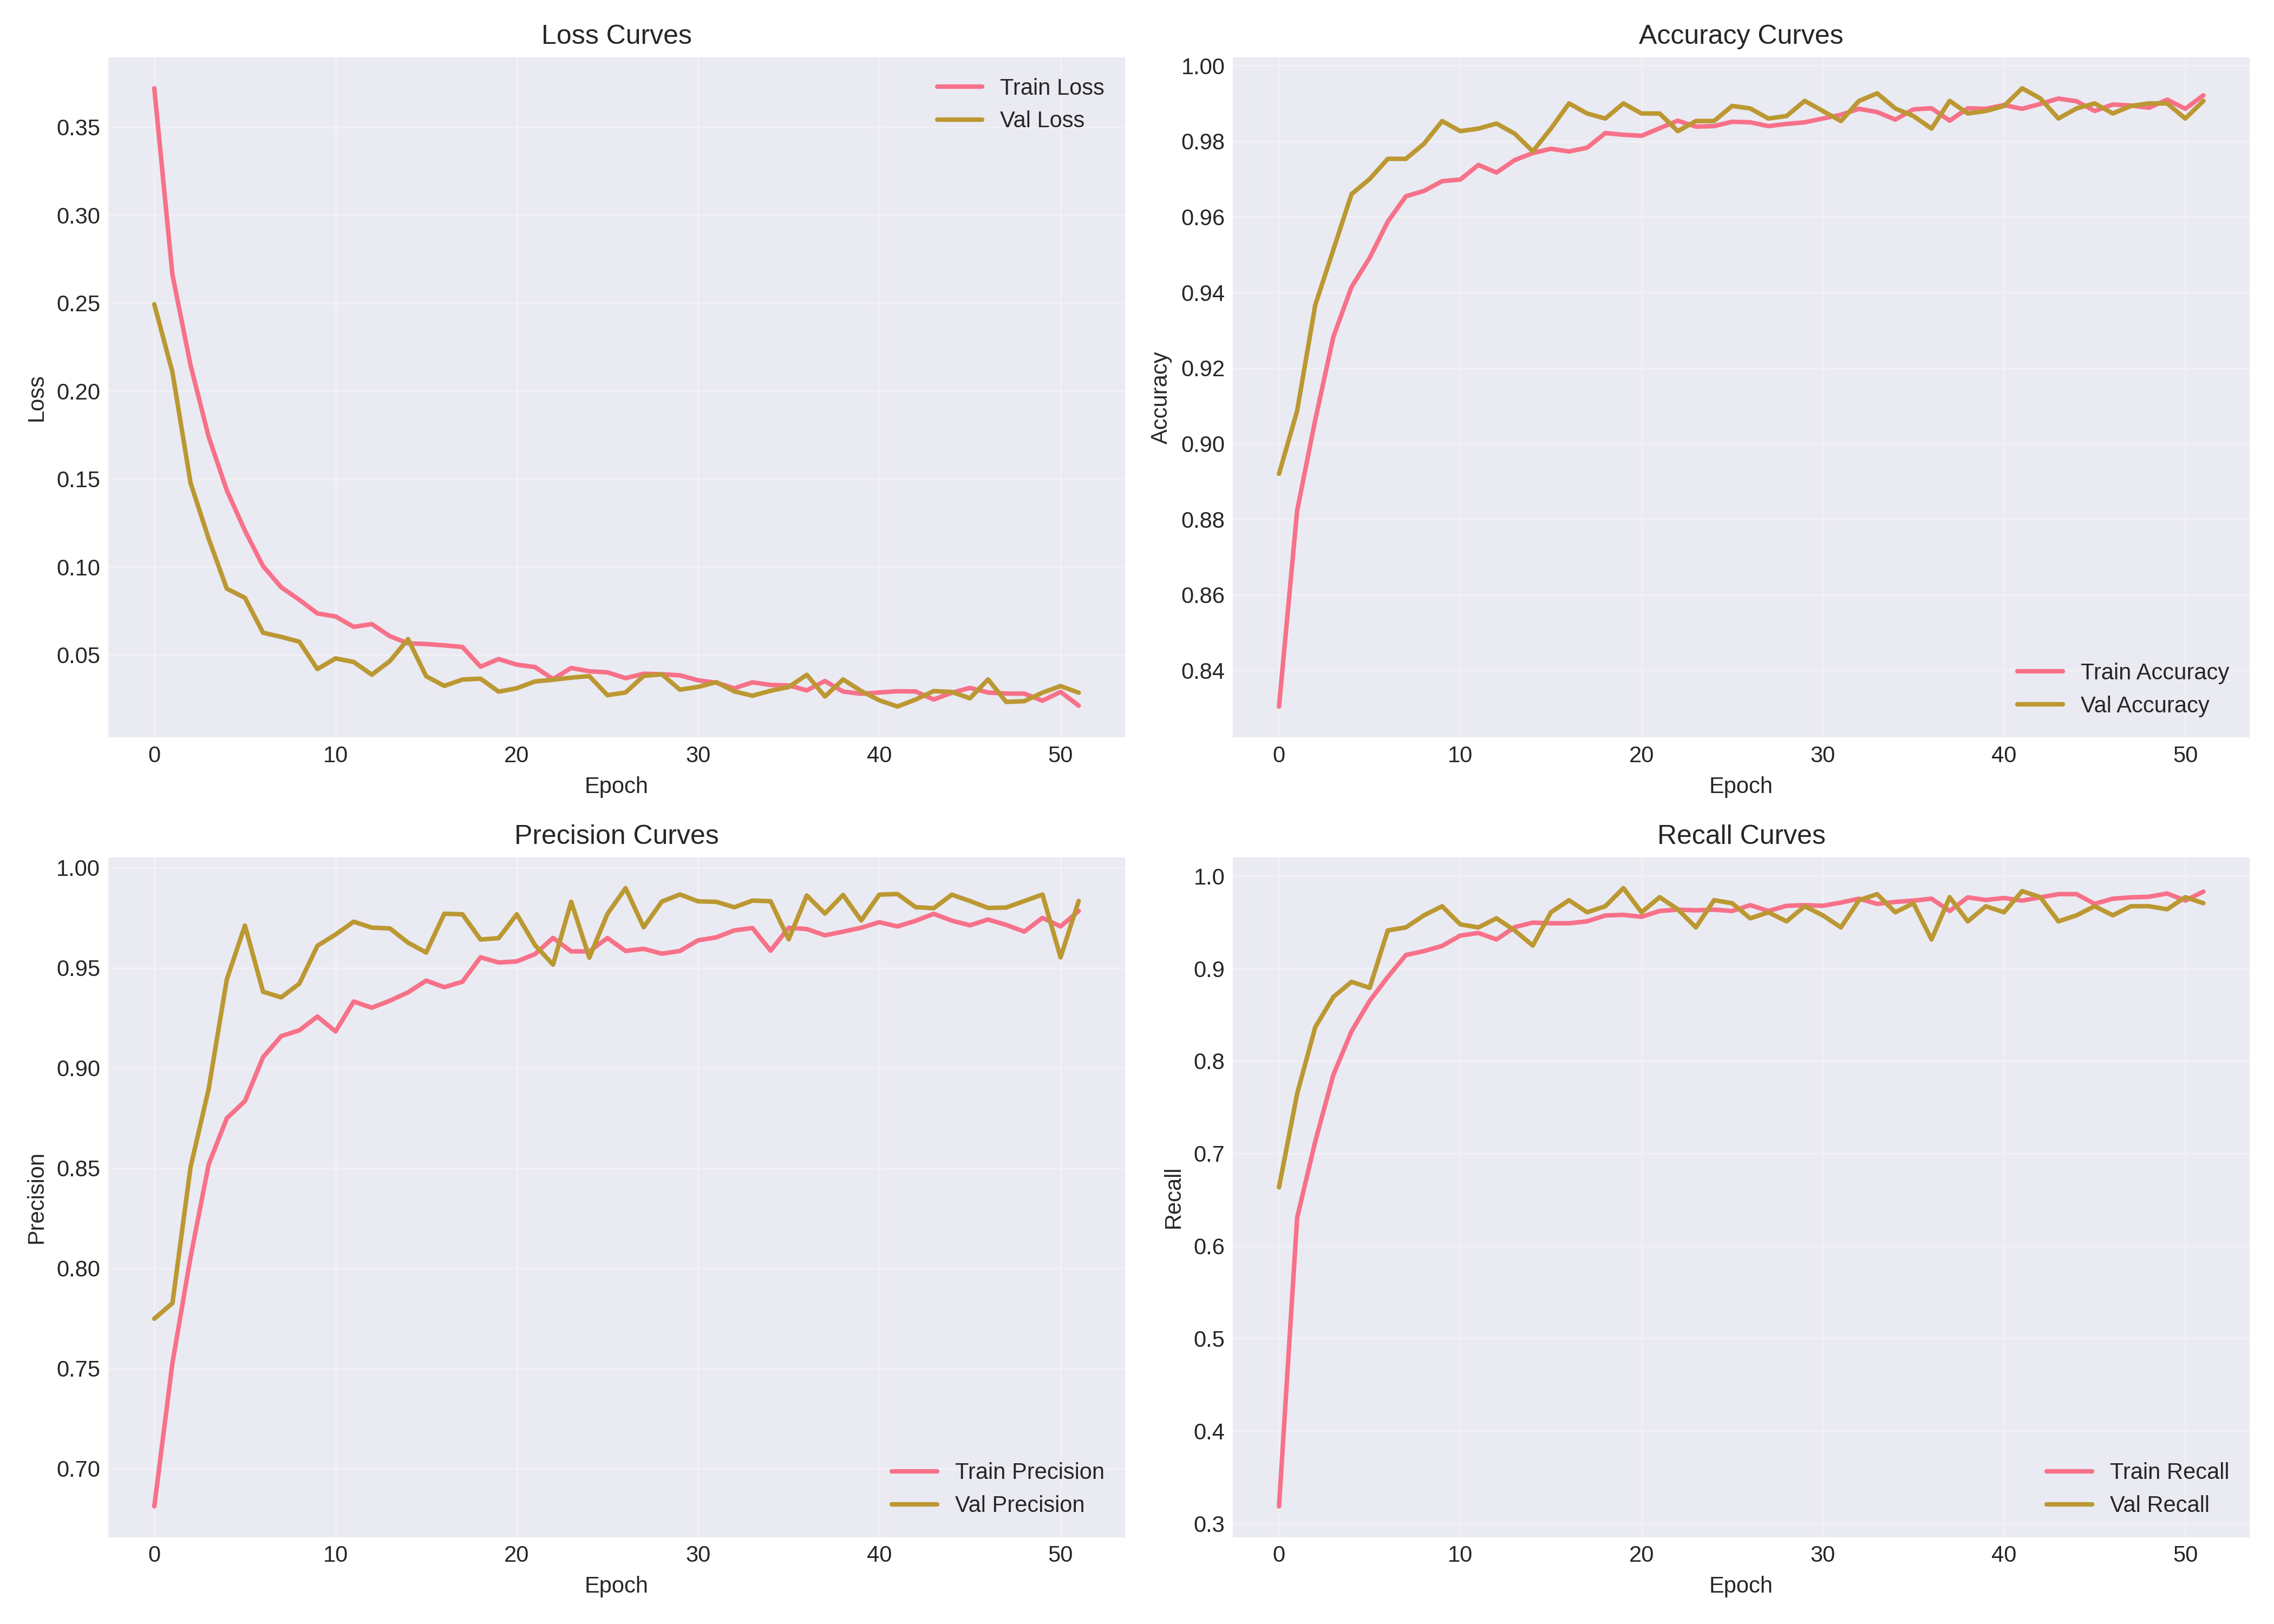 Loss Curves
Train Loss
Val Loss
Loss
0.35
0.30
0.25
0.20
0.15
0.10
0.05
0 10 20 30 40 50
Epoch
Accuracy Curves
Accuracy
1.00
0.98
0.96
0.94
0.92
0.90
0.88
0.86
0.84
Train Accuracy
Val Accuracy
0 10 20 30 40 50
Epoch
Precision Curves
Precision
1.00
0.95
0.90
0.85
0.80
0.75
0.70
Train Precision
Val Precision
0 10 20 30 40 50
Epoch
Recall Curves
Recall
1.0
0.9
0.8
0.7
0.6
0.5
0.4
0.3
Train Recall
Val Recall
0 10 20 30 40 50
Epoch